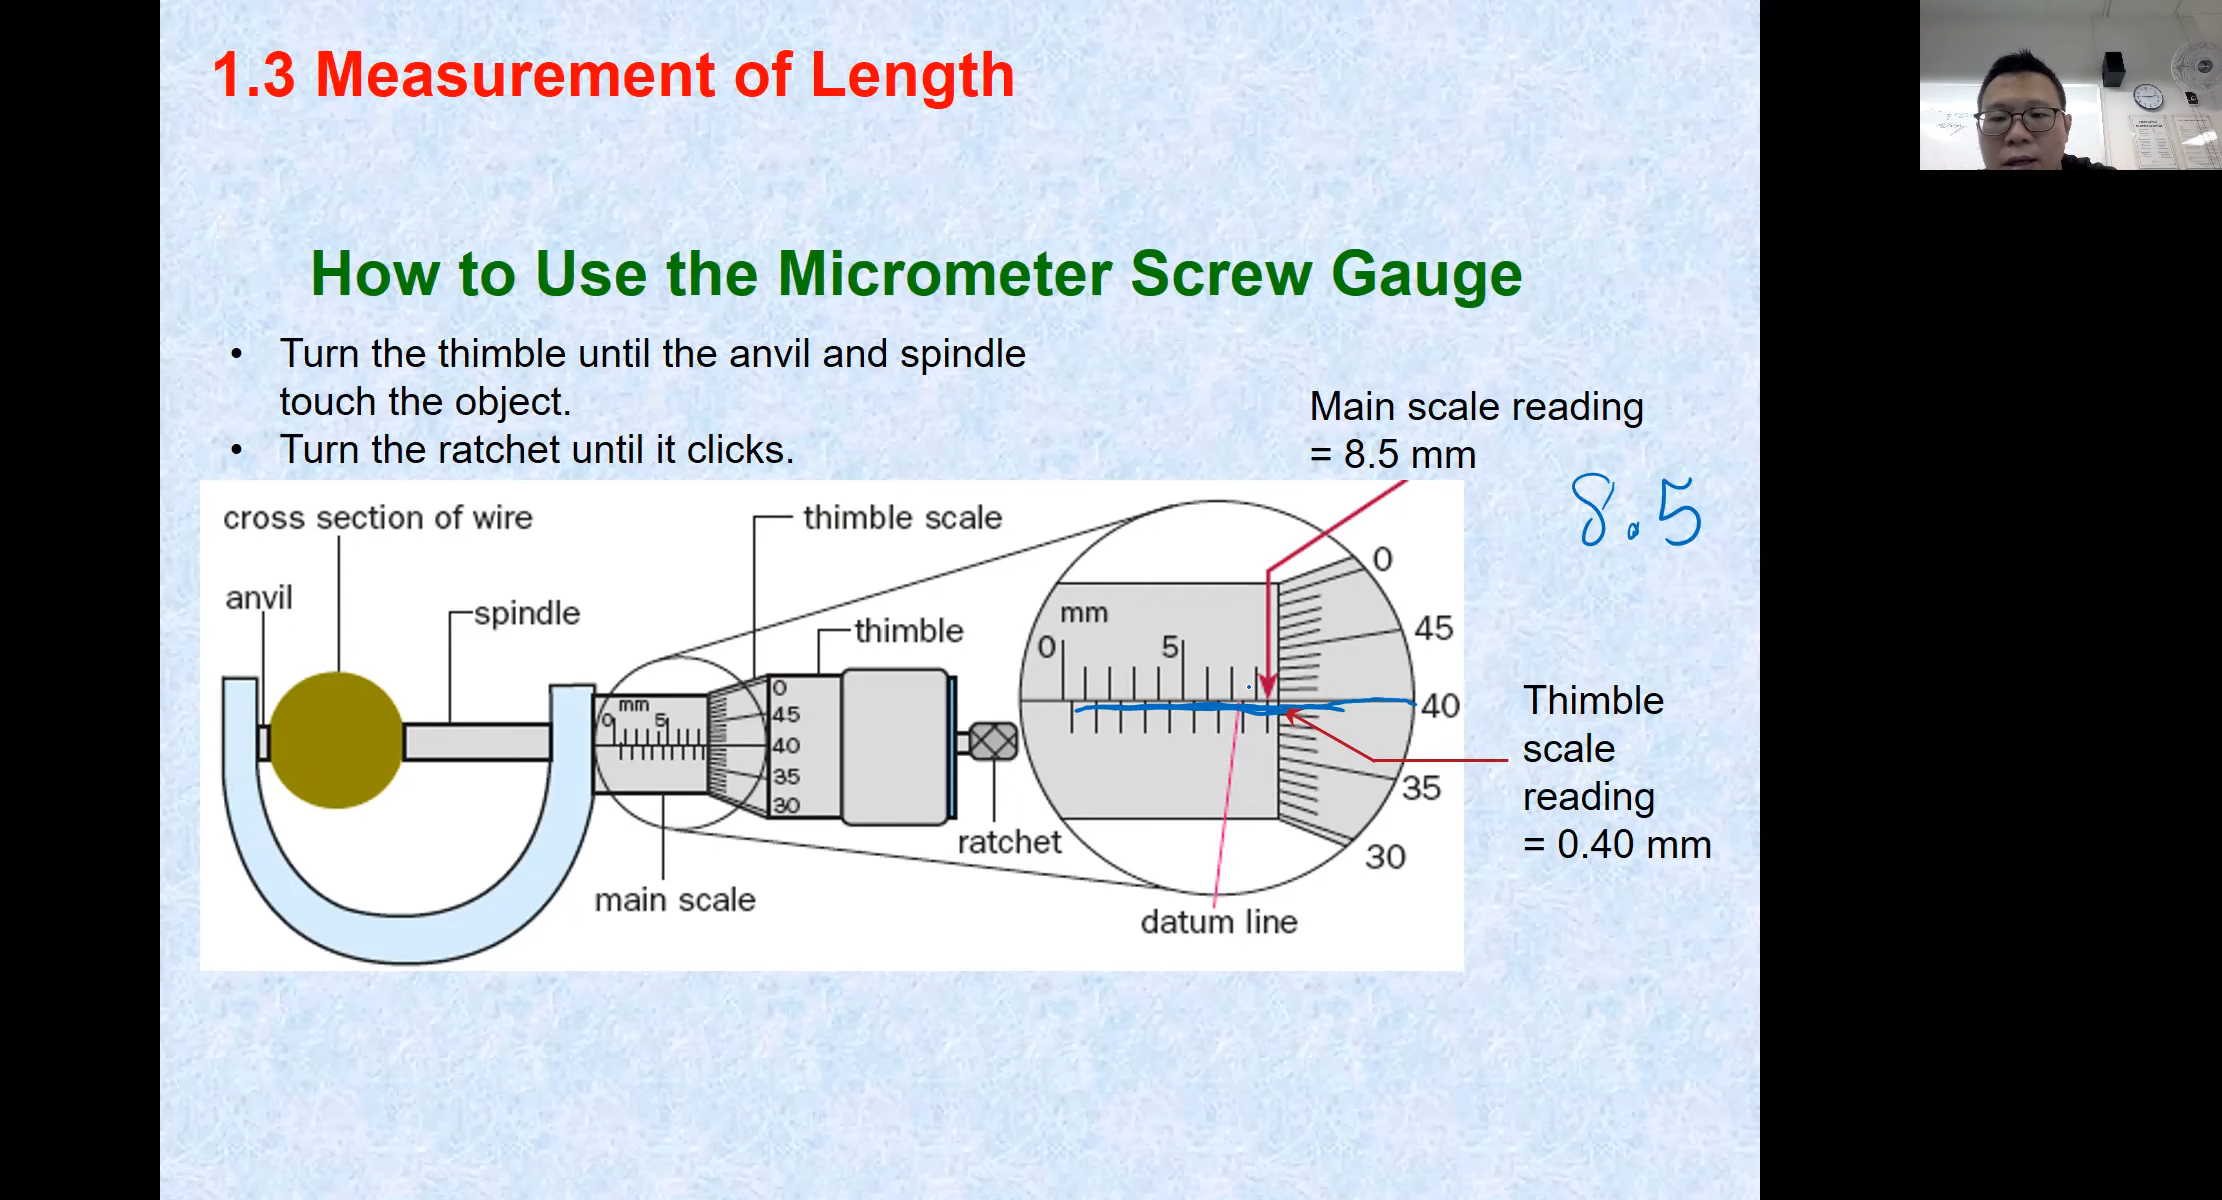 1.3 Measurement of Length
How to Use the Micrometer Screw Gauge
• Turn the thimble until the anvil and spindle
touch the object.
• Turn the ratchet until it clicks.
Main scale reading
= 8.5 mm
8.5
cross section of wire
anvil
spindle
thimble scale
thimble
mm
0 5
0
45
40
35
30
ratchet
main scale
mm
0 5
0
45
40
35
30
datum line
Thimble
scale
reading
= 0.40 mm